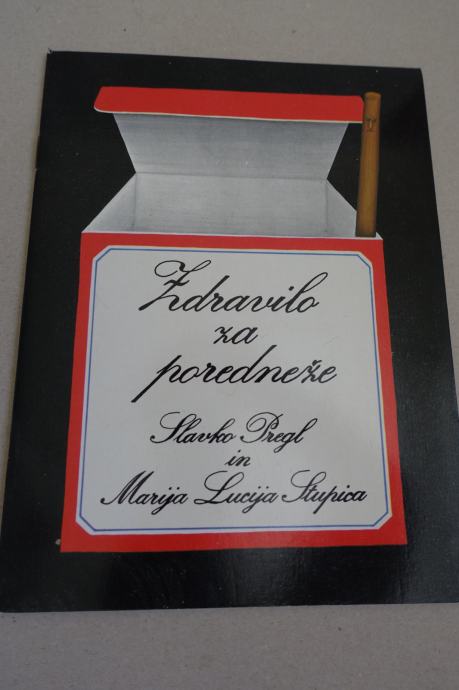 Zdravilo
za
poredneže
Slavko Pregl
in
Marija Lucija Stupica